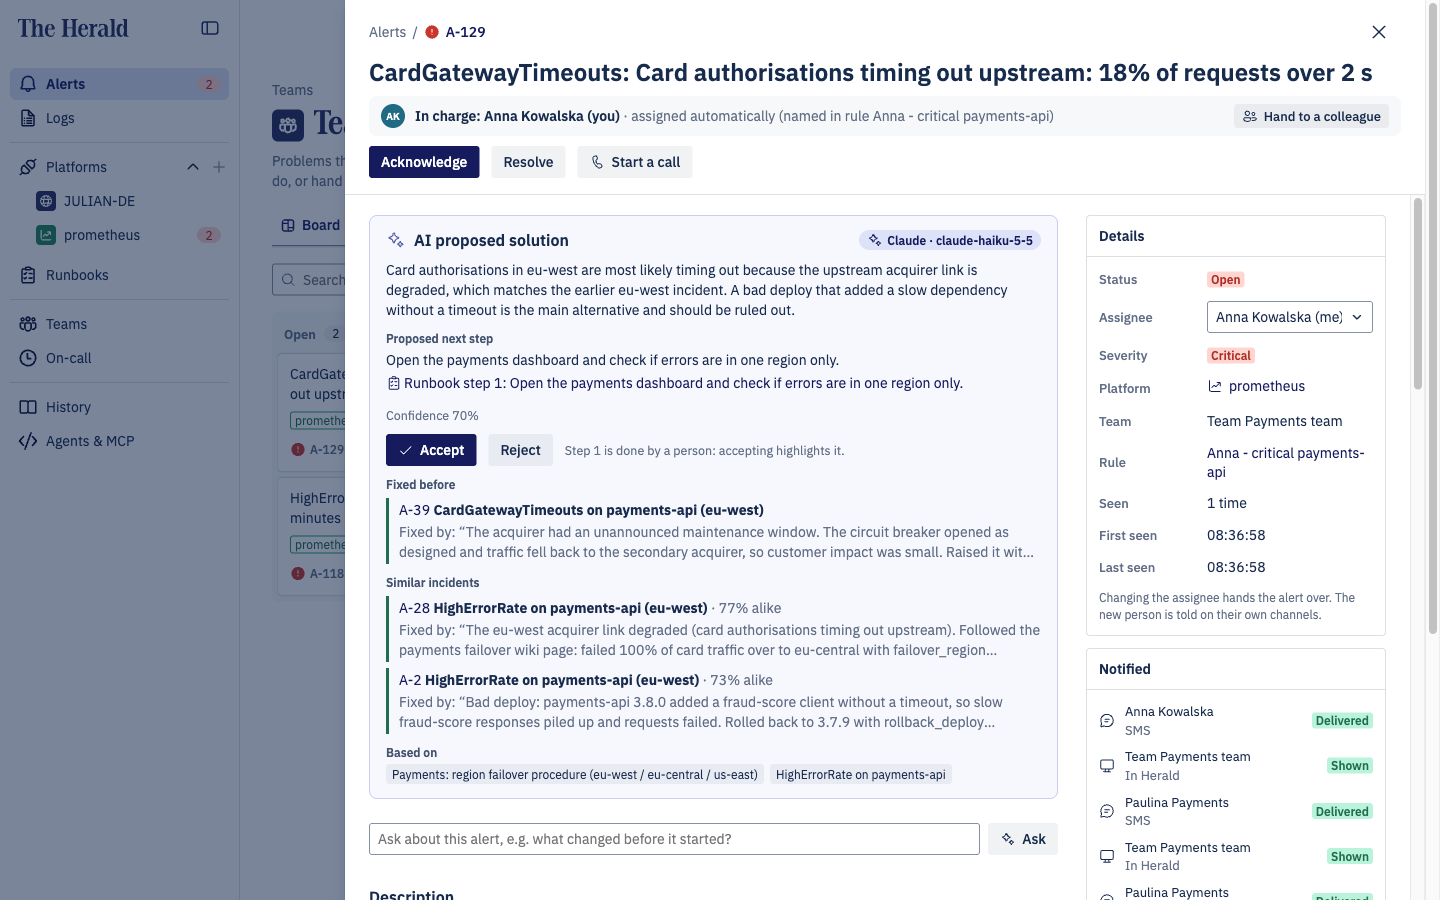 The Herald
Alerts
2
Logs
Platforms
JULIAN-DE
prometheus
2
Runbooks
Teams
On-call
History
Agents & MCP
Teams
Problems th
do, or hand
Board
Search
Open 2
CardGate
out upstr
promethe
A-129
HighErro
minutes
promethe
A-118
Alerts / A-129
CardGatewayTimeouts: Card authorisations timing out upstream: 18% of requests over 2 s
AK In charge: Anna Kowalska (you) · assigned automatically (named in rule Anna - critical payments-api)
Hand to a colleague
Acknowledge
Resolve
Start a call
AI proposed solution
Claude · claude-haiku-5-5
Card authorisations in eu-west are most likely timing out because the upstream acquirer link is
degraded, which matches the earlier eu-west incident. A bad deploy that added a slow dependency
without a timeout is the main alternative and should be ruled out.
Proposed next step
Open the payments dashboard and check if errors are in one region only.
Runbook step 1: Open the payments dashboard and check if errors are in one region only.
Confidence 70%
Accept
Reject
Step 1 is done by a person: accepting highlights it.
Fixed before
A-39 CardGatewayTimeouts on payments-api (eu-west)
Fixed by: “The acquirer had an unannounced maintenance window. The circuit breaker opened as
designed and traffic fell back to the secondary acquirer, so customer impact was small. Raised it wit...
Similar incidents
A-28 HighErrorRate on payments-api (eu-west) · 77% alike
Fixed by: “The eu-west acquirer link degraded (card authorisations timing out upstream). Followed the
payments failover wiki page: failed 100% of card traffic over to eu-central with failover_region...
A-2 HighErrorRate on payments-api (eu-west) · 73% alike
Fixed by: “Bad deploy: payments-api 3.8.0 added a fraud-score client without a timeout, so slow
fraud-score responses piled up and requests failed. Rolled back to 3.7.9 with rollback_deploy...
Based on
Payments: region failover procedure (eu-west / eu-central / us-east)
HighErrorRate on payments-api
Ask about this alert, e.g. what changed before it started?
Ask
Description
Details
Status Open
Assignee Anna Kowalska (me)
Severity Critical
Platform prometheus
Team Team Payments team
Rule Anna - critical payments-
api
Seen 1 time
First seen 08:36:58
Last seen 08:36:58
Changing the assignee hands the alert over. The
new person is told on their own channels.
Notified
Anna Kowalska
SMS
Delivered
Team Payments team
In Herald
Shown
Paulina Payments
SMS
Delivered
Team Payments team
In Herald
Shown
Paulina Payments